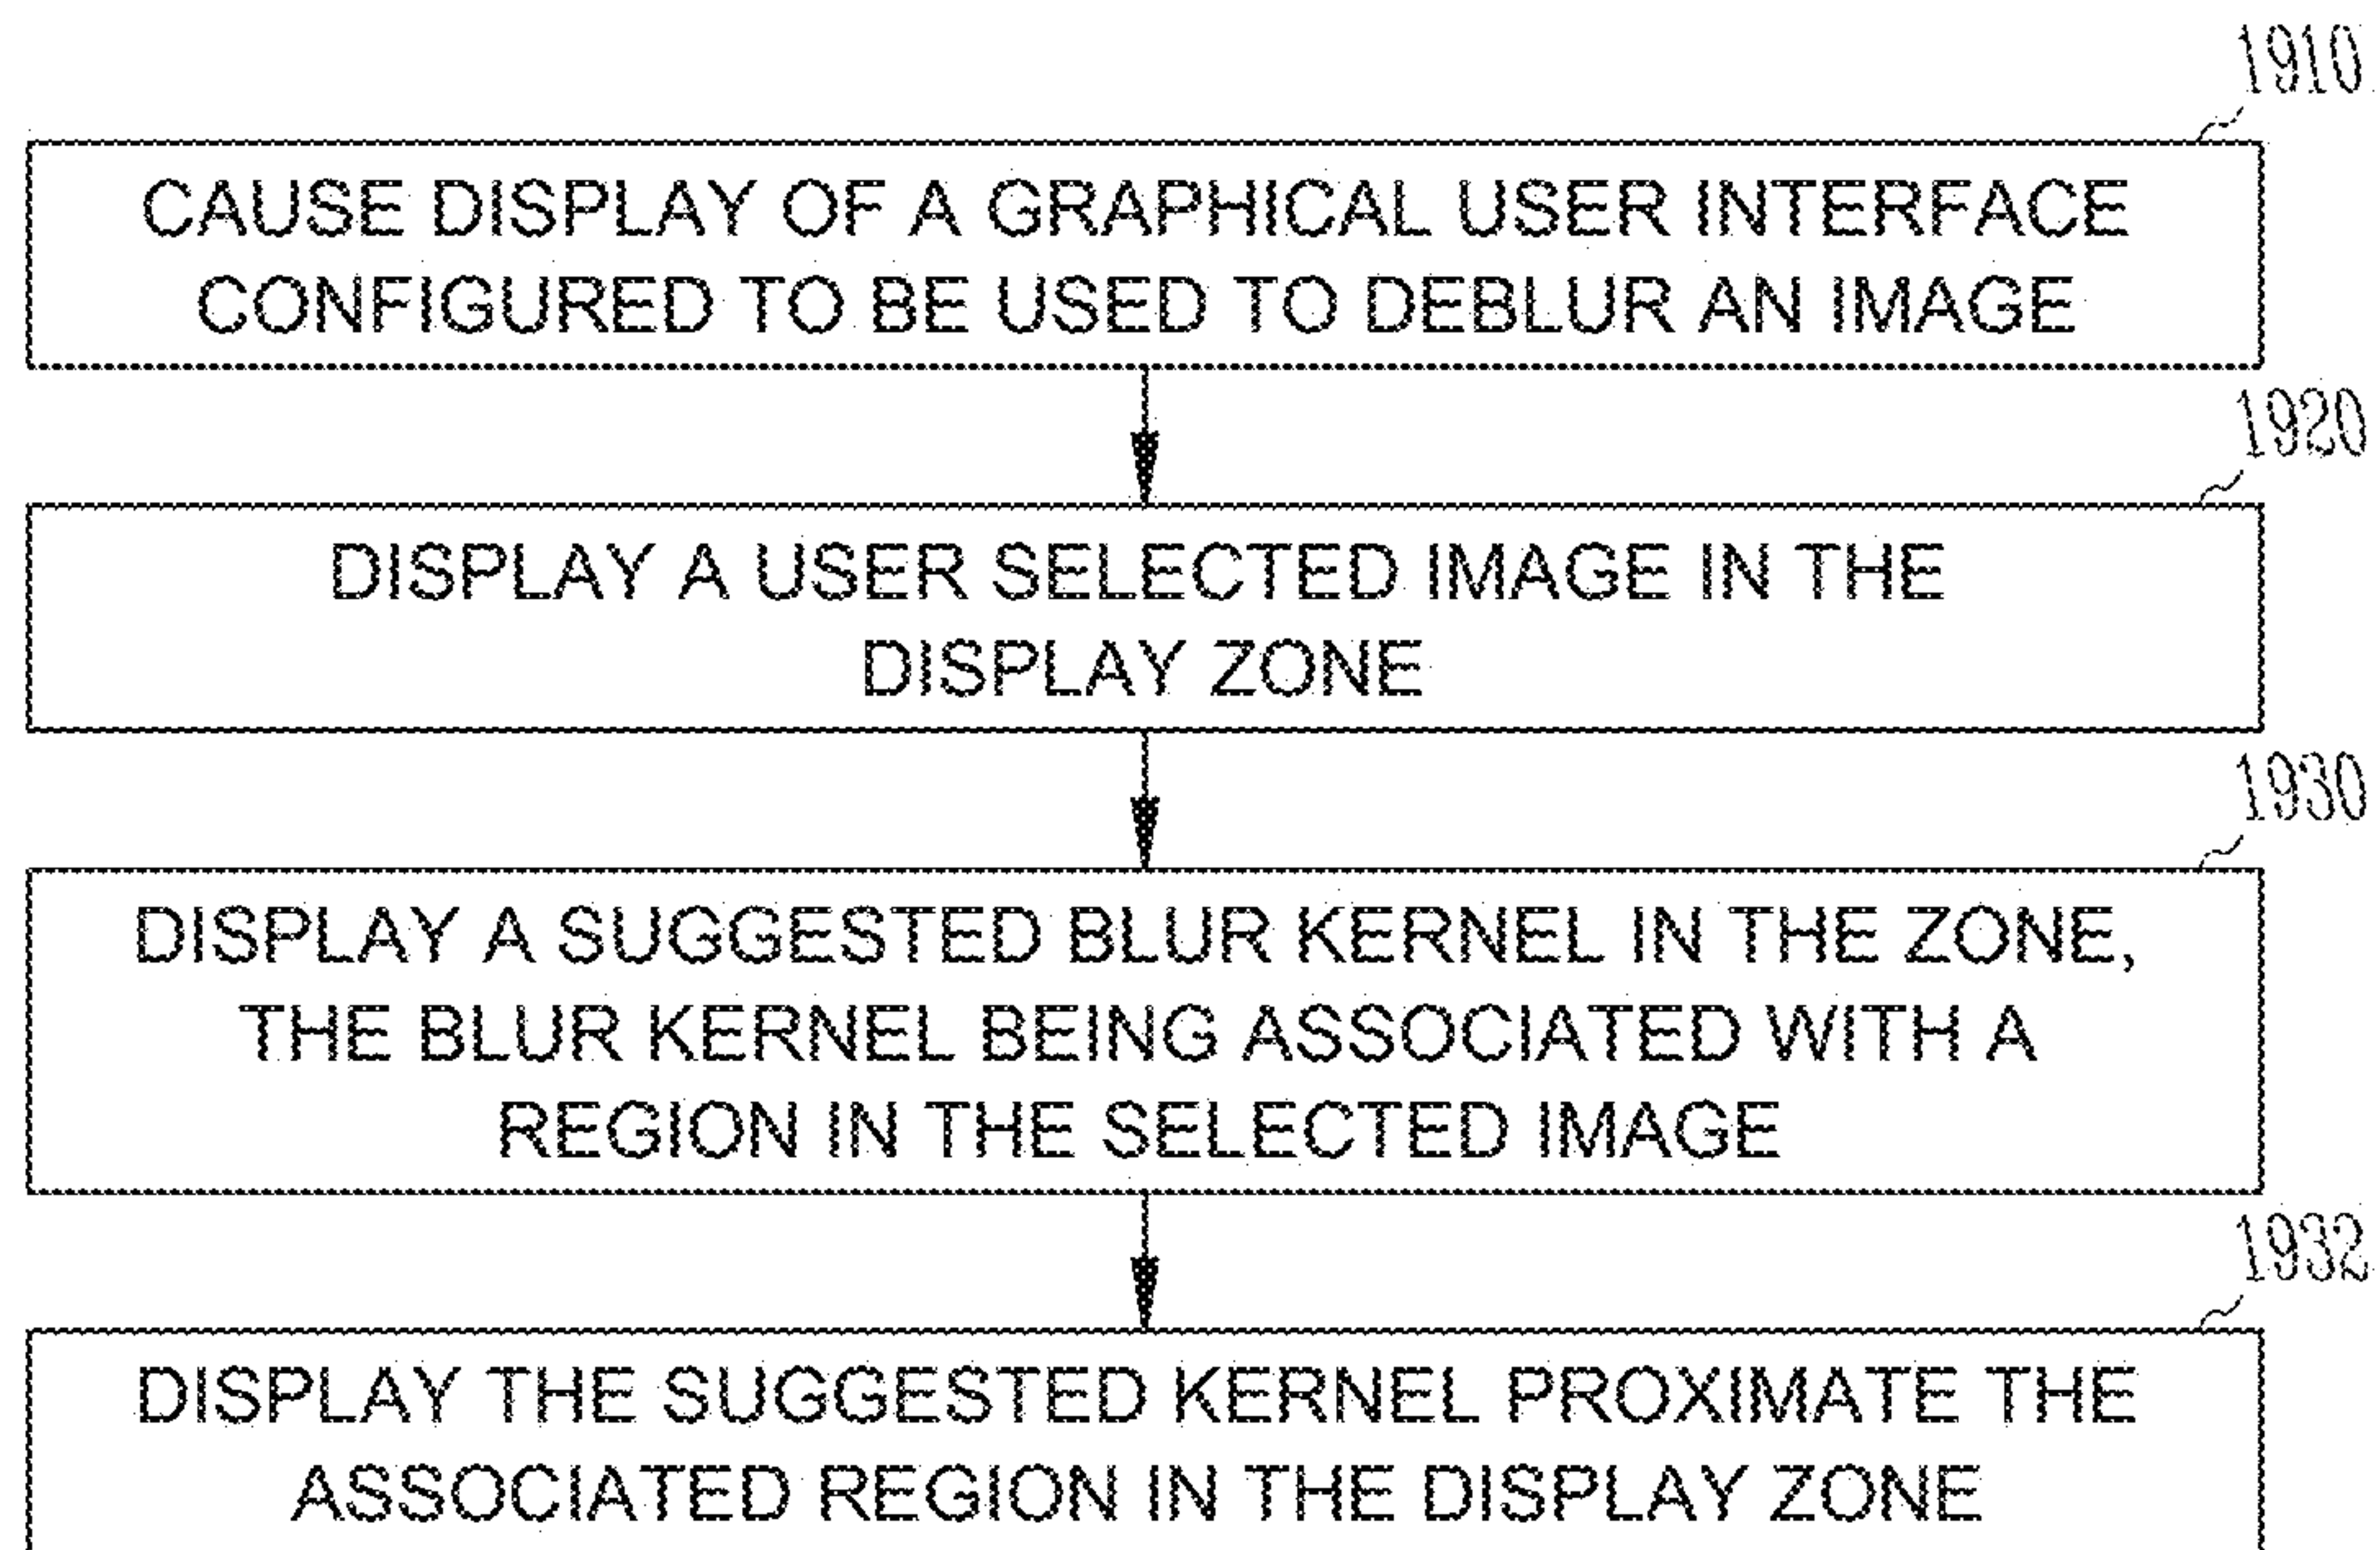 1910
CAUSE DISPLAY OF A GRAPHICAL USER INTERFACE
CONFIGURED TO BE USED TO DEBLUR AN IMAGE
1920
DISPLAY A USER SELECTED IMAGE IN THE
DISPLAY ZONE
1930
DISPLAY A SUGGESTED BLUR KERNEL IN THE ZONE,
THE BLUR KERNEL BEING ASSOCIATED WITH A
REGION IN THE SELECTED IMAGE
1932
DISPLAY THE SUGGESTED KERNEL PROXIMATE THE
ASSOCIATED REGION IN THE DISPLAY ZONE